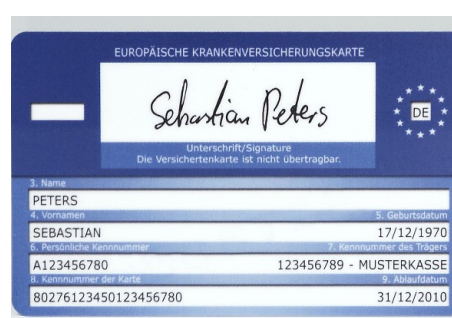 EUROPÄISCHE KRANKENVERSICHERUNGSKARTE
Sebastian Peters
DE
Unterschrift/Signature
Die Versichertenkarte ist nicht übertragbar.
3. Name
PETERS
4. Vornamen 5. Geburtsdatum
SEBASTIAN 17/12/1970
6. Persönliche Kennnummer 7. Kennnummer des Trägers
A123456780 123456789 - MUSTERKASSE
8. Kennnummer der Karte 9. Ablaufdatum
80276123450123456780 31/12/2010